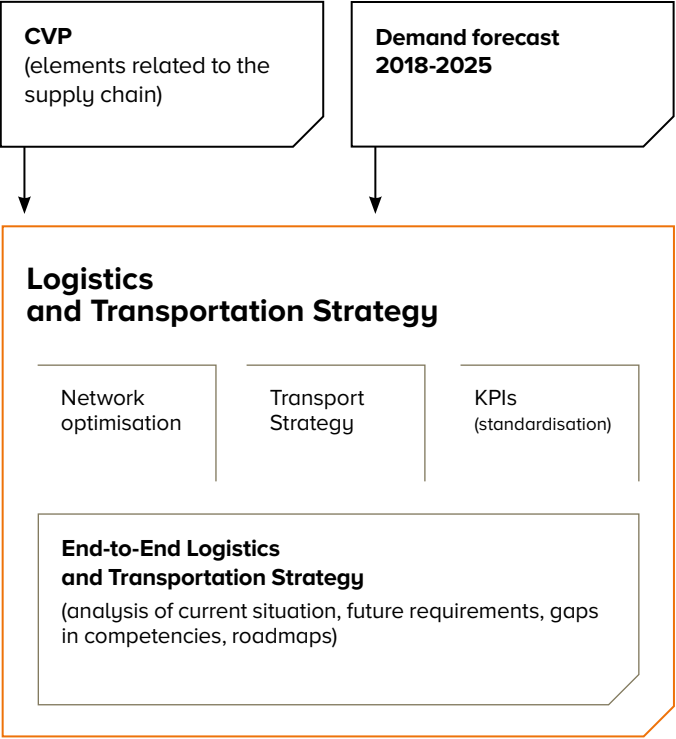 CVP
(elements related to the
supply chain)
Demand forecast
2018-2025
Logistics
and Transportation Strategy
Network
optimisation
Transport
Strategy
KPIs
(standardisation)
End-to-End Logistics
and Transportation Strategy
(analysis of current situation, future requirements, gaps
in competencies, roadmaps)